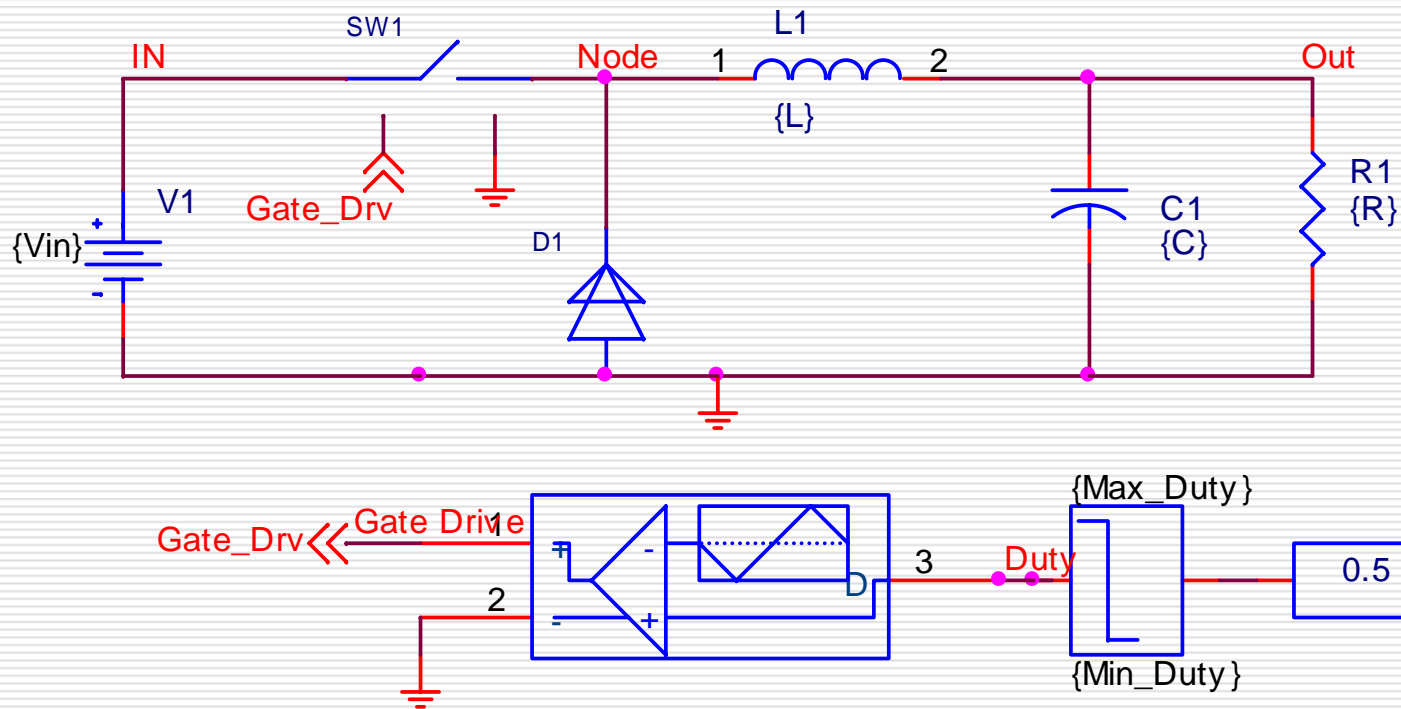 SW1
L1
IN
Node
1
2
Out
{L}
Gate_Drv
V1
+
{Vin}
-
D1
R1
{R}
C1
{C}
{Max_Duty}
Gate_Drv
Gate Drive
1
+
-
D
3
Duty
0.5
2
-
+
{Min_Duty}